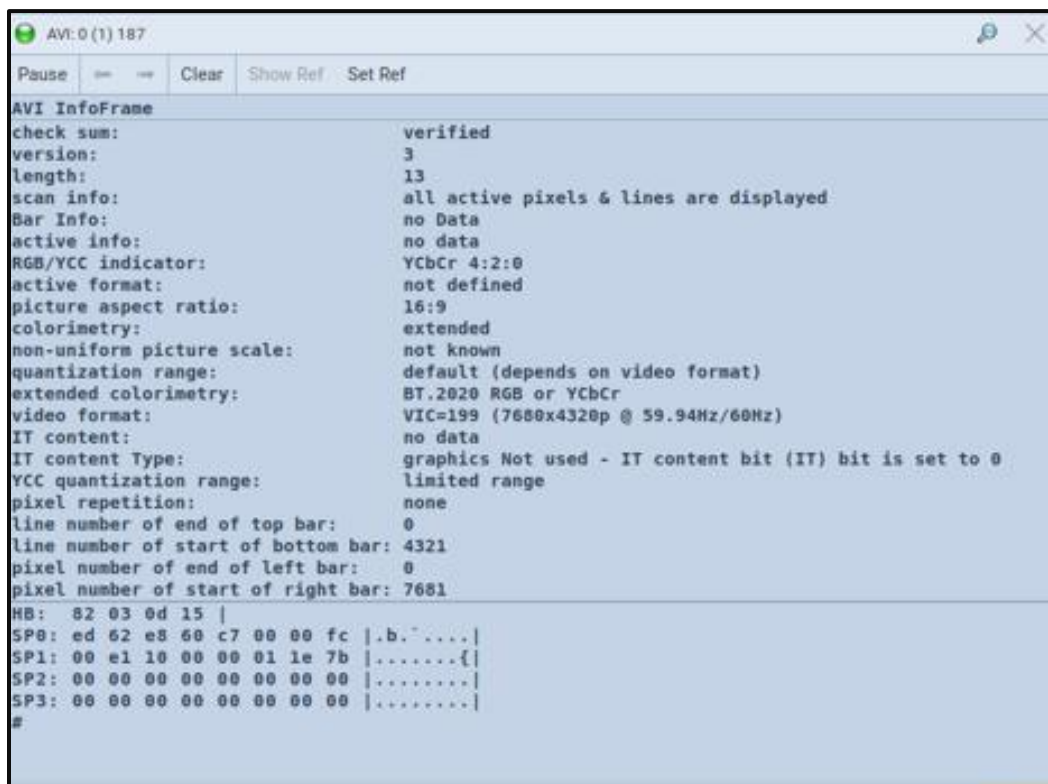 AVI: 0 (1) 187
Pause Clear Show Ref Set Ref
AVI InfoFrame
check sum: verified
version: 3
length: 13
scan info: all active pixels & lines are displayed
Bar Info: no Data
active info: no data
RGB/YCC indicator: YCbCr 4:2:0
active format: not defined
picture aspect ratio: 16:9
colorimetry: extended
non-uniform picture scale: not known
quantization range: default (depends on video format)
extended colorimetry: BT.2020 RGB or YCbCr
video format: VIC=199 (7680x4320p @ 59.94Hz/60Hz)
IT content: no data
IT content Type: graphics Not used - IT content bit (IT) bit is set to 0
YCC quantization range: limited range
pixel repetition: none
line number of end of top bar: 0
line number of start of bottom bar: 4321
pixel number of end of left bar: 0
pixel number of start of right bar: 7681
HB: 82 03 0d 15 |
SP0: ed 62 e8 60 c7 00 00 fc |.b.`....|
SP1: 00 e1 10 00 00 01 1e 7b |.......{|
SP2: 00 00 00 00 00 00 00 00 |........|
SP3: 00 00 00 00 00 00 00 00 |........|
#